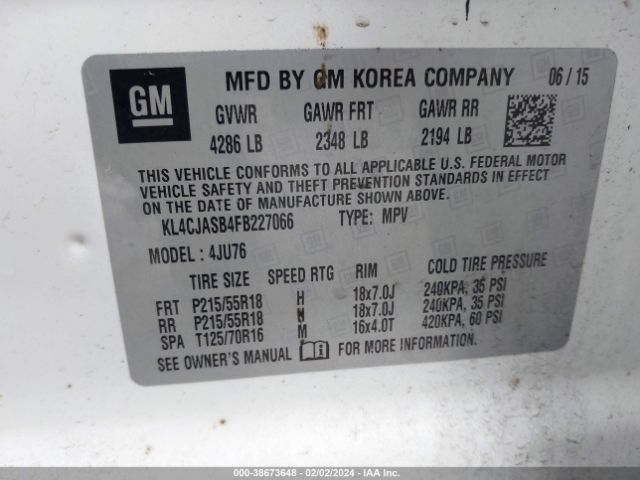 GM
MFD BY GM KOREA COMPANY 06 / 15
GVWR GAWR FRT GAWR RR
4286 LB 2348 LB 2194 LB
THIS VEHICLE CONFORMS TO ALL APPLICABLE U.S. FEDERAL MOTOR
VEHICLE SAFETY AND THEFT PREVENTION STANDARDS IN EFFECT
ON THE DATE OF MANUFACTURE SHOWN ABOVE.
KL4CJASB4FB227066 TYPE: MPV
MODEL : 4JU76
TIRE SIZE SPEED RTG RIM COLD TIRE PRESSURE
FRT P215/55R18 H 18x7.0J 240KPA, 35 PSI
RR P215/55R18 N 18x7.0J 240KPA, 35 PSI
SPA T125/70R16 M 16x4.0T 420KPA, 60 PSI
SEE OWNER'S MANUAL FOR MORE INFORMATION.
000-38673648 - 02/02/2024 - IAA Inc.